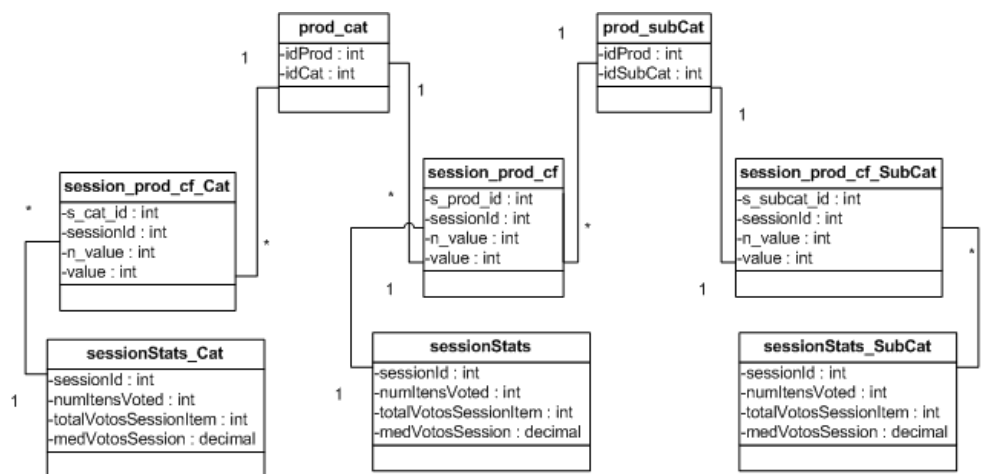 prod_cat
-idProd : int
-idCat : int
prod_subCat
-idProd : int
-idSubCat : int
1
1
1
1
session_prod_cf_Cat
-s_cat_id : int
-sessionId : int
-n_value : int
-value : int
session_prod_cf
-s_prod_id : int
-sessionId : int
-n_value : int
-value : int
session_prod_cf_SubCat
-s_subcat_id : int
-sessionId : int
-n_value : int
-value : int
*
*
*
*
*
1
1
sessionStats_Cat
-sessionId : int
-numItensVoted : int
-totalVotosSessionItem : int
-medVotosSession : decimal
sessionStats
-sessionId : int
-numItensVoted : int
-totalVotosSessionItem : int
-medVotosSession : decimal
sessionStats_SubCat
-sessionId : int
-numItensVoted : int
-totalVotosSessionItem : int
-medVotosSession : decimal
1
1